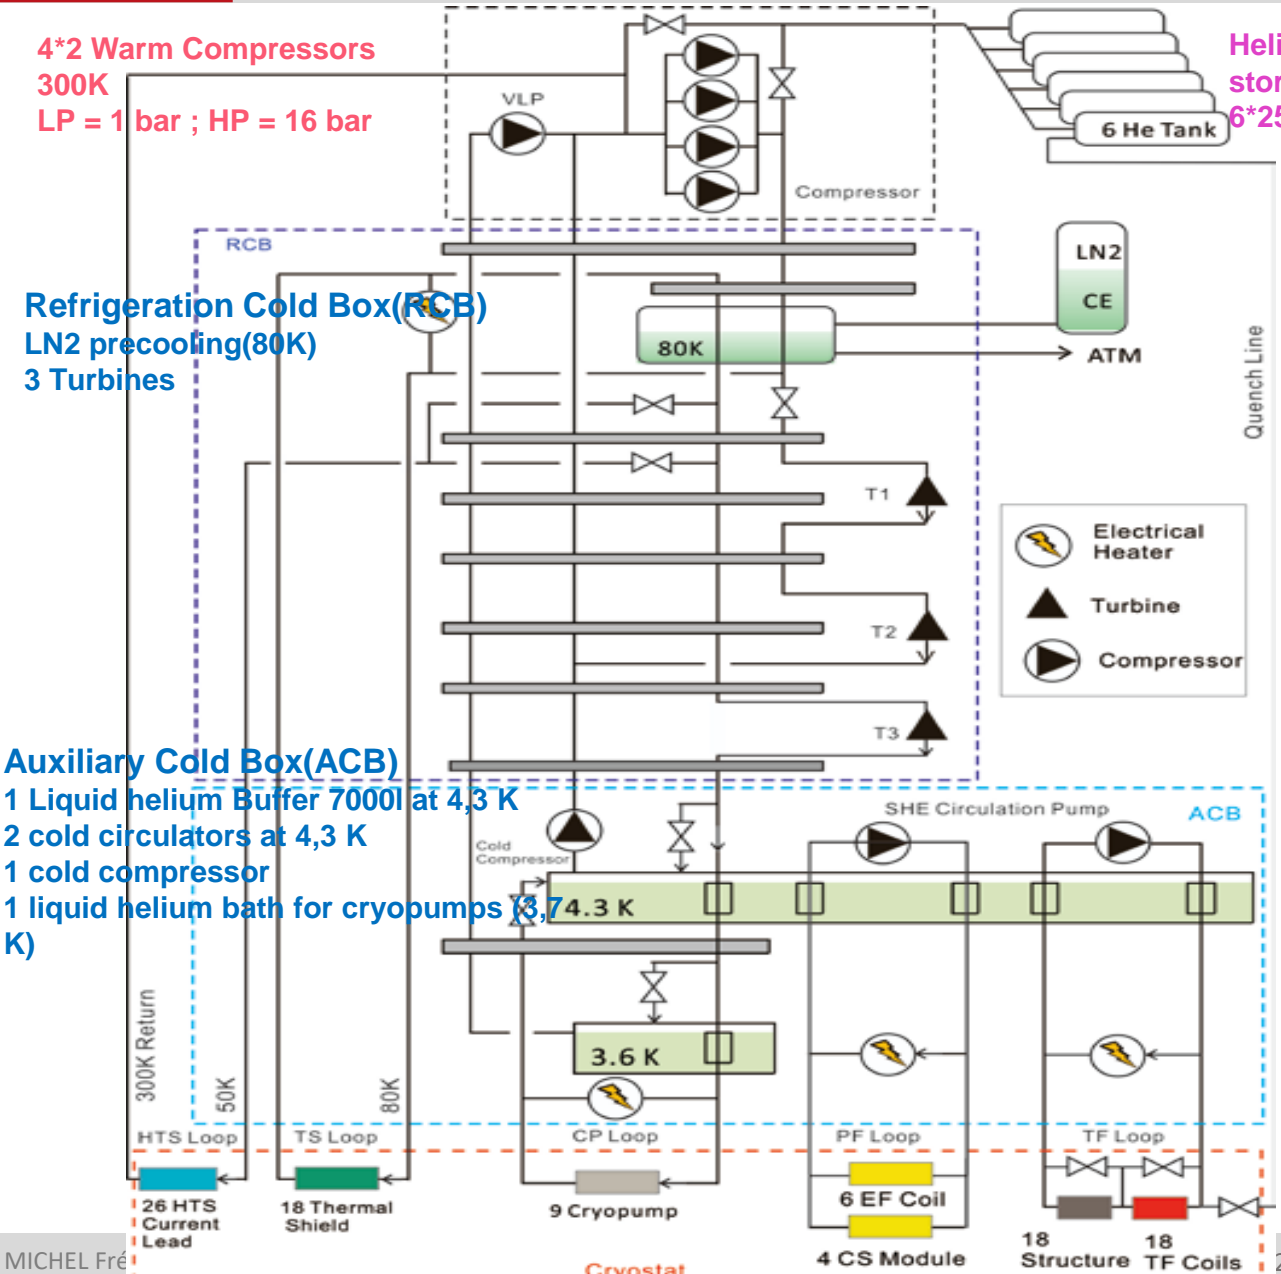 4*2 Warm Compressors
300K
LP = 1 bar ; HP = 16 bar
VLP
Compressor
6 He Tank
6*25
RCB
Refrigeration Cold Box(RCB)
LN2 precooling(80K)
3 Turbines
80K
LN2
CE
ATM
Quench Line
T1
T2
T3
Electrical
Heater
Turbine
Compressor
Auxiliary Cold Box(ACB)
1 Liquid helium Buffer 7000l at 4,3 K
2 cold circulators at 4,3 K
1 cold compressor
1 liquid helium bath for cryopumps (3,7
K)
Cold
Compressor
SHE Circulation Pump
ACB
4.3 K
3.6 K
300K Return
50K
80K
HTS Loop
TS Loop
CP Loop
PF Loop
TF Loop
26 HTS
Current
Lead
18 Thermal
Shield
9 Cryopump
6 EF Coil
4 CS Module
18
Structure
18
TF Coils
Cryostat
MICHEL Fré